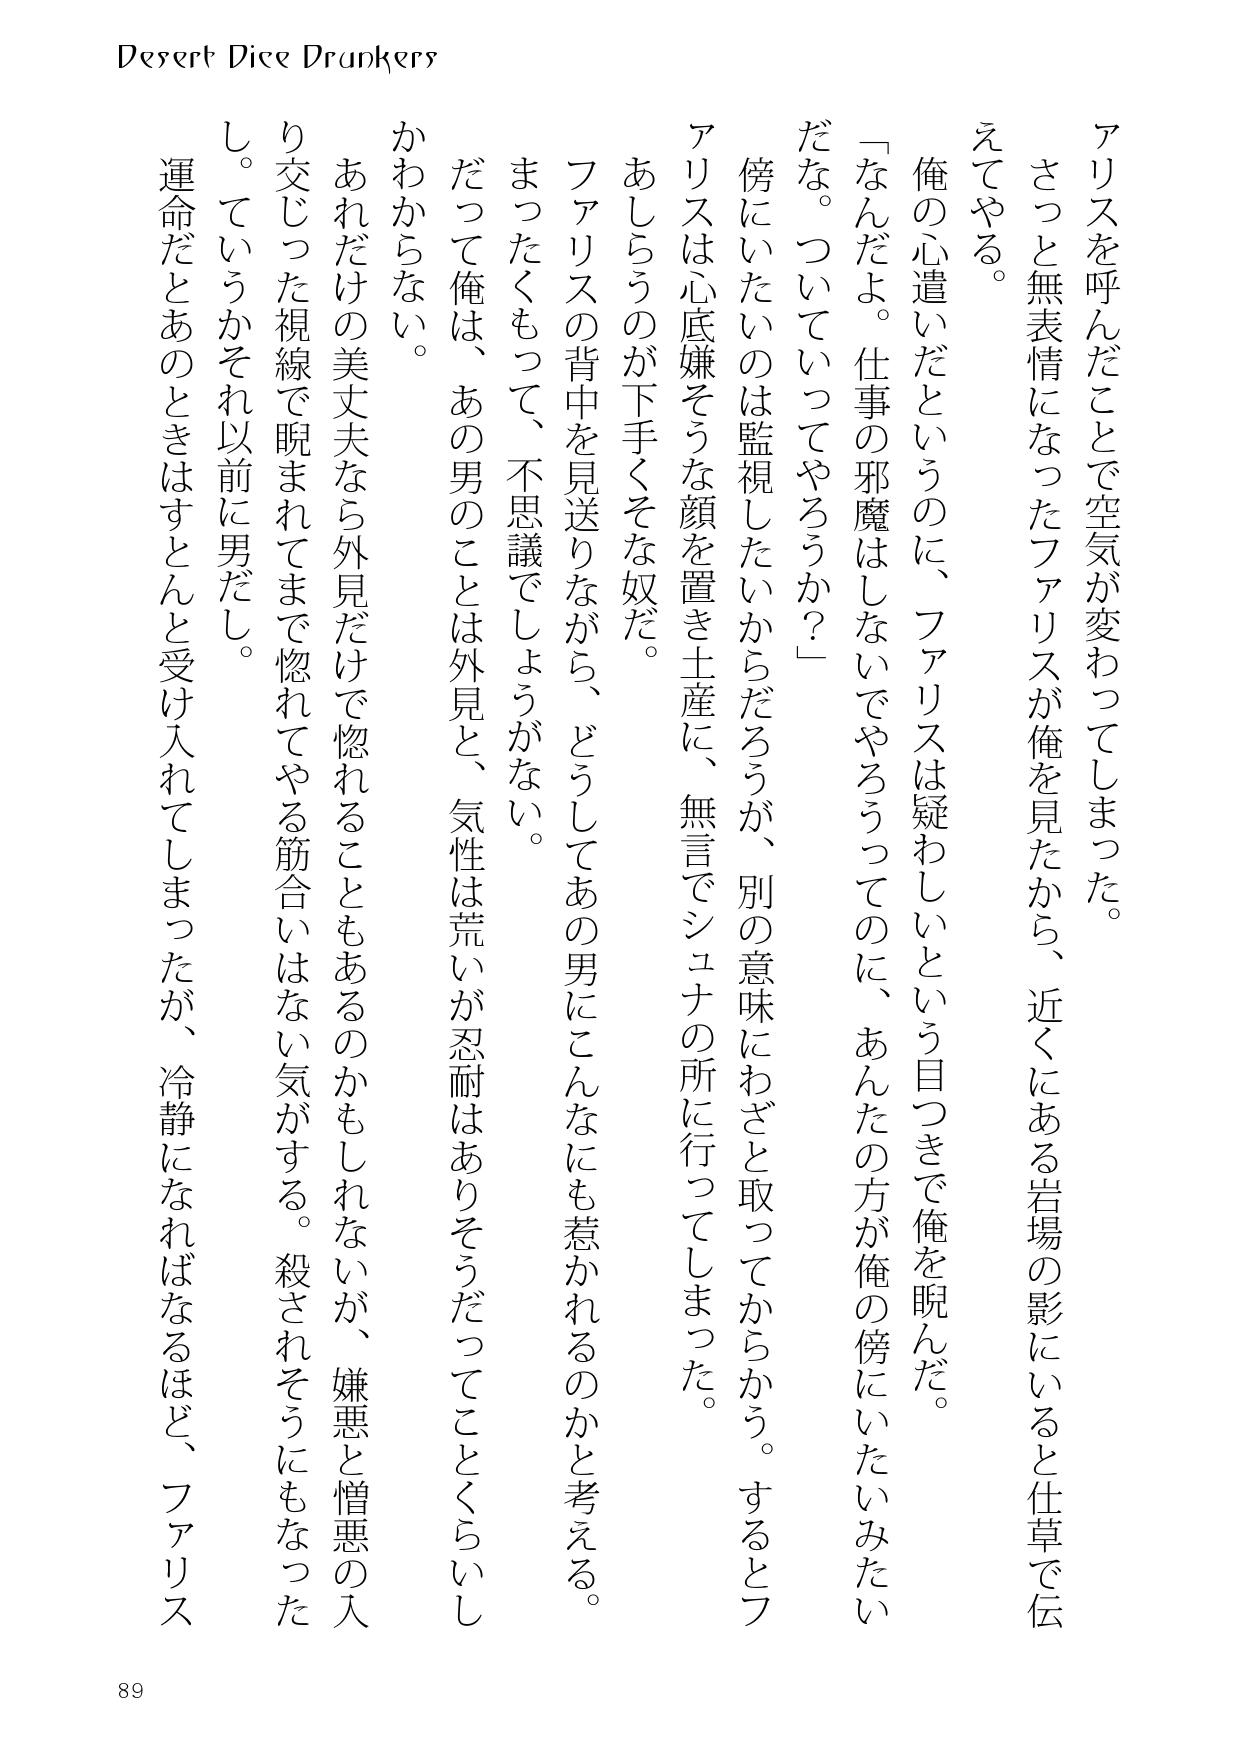 Desert Dice Drunkers
アリスを呼んだことで空気が変わってしまった。
さっと無表情になったファリスが俺を見たから、近くにある岩場の影にいると仕草で伝
えてやる。
俺の心遣いだというのに、ファリスは疑わしいという目つきで俺を睨んだ。
「なんだよ。仕事の邪魔はしないでやろうってのに、あんたの方が俺の傍にいたいみたい
だな。ついていってやろうか？」
傍にいたいのは監視したいからだろうが、別の意味にわざと取ってからかう。するとフ
ァリスは心底嫌そうな顔を置き土産に、無言でシュナの所に行ってしまった。
あしらうのが下手くそな奴だ。
ファリスの背中を見送りながら、どうしてあの男にこんなにも惹かれるのかと考える。
まったくもって、不思議でしょうがない。
だって俺は、あの男のことは外見と、気性は荒いが忍耐はありそうだってことくらいし
かわからない。
あれだけの美丈夫なら外見だけで惚れることもあるのかもしれないが、嫌悪と憎悪の入
り交じった視線で睨まれてまで惚れてやる筋合いはない気がする。殺されそうにもなった
し。ていうかそれ以前に男だし。
運命だとあのときはすとんと受け入れてしまったが、冷静になればなるほど、ファリス
89